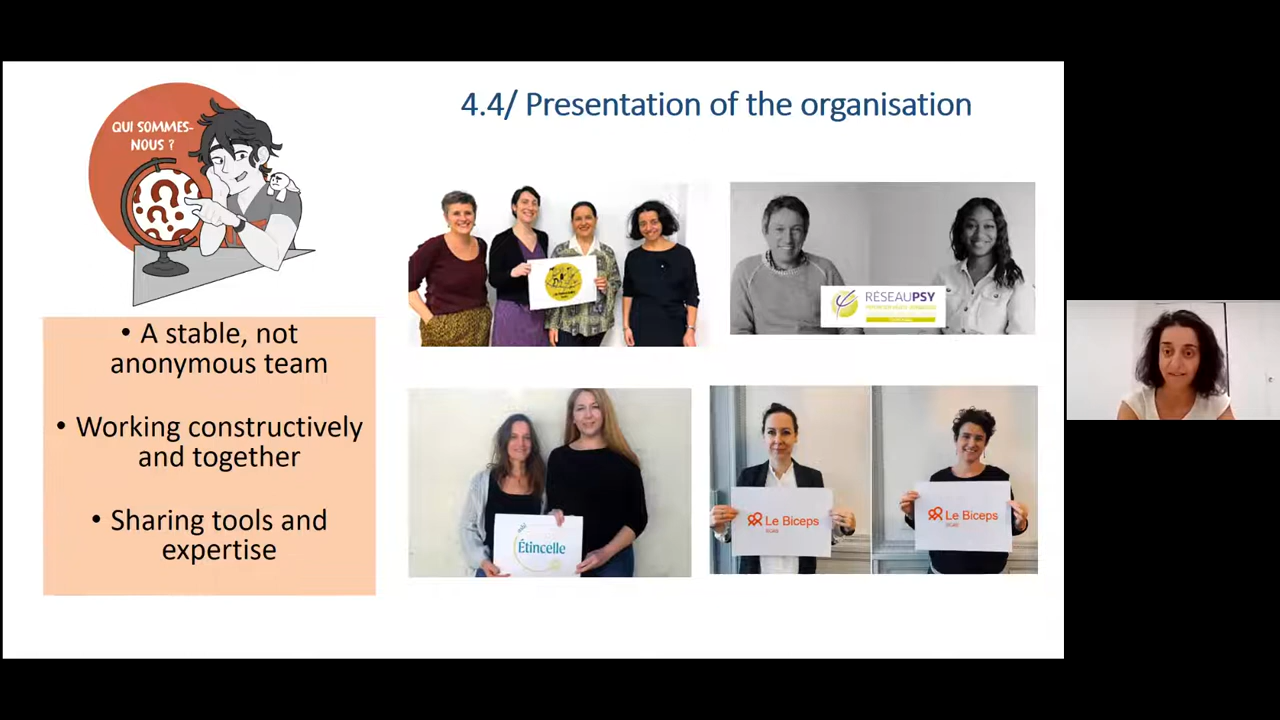 QUI SOMMES-
NOUS ?
4.4/ Presentation of the organisation
RÉSEAUPSY
• A stable, not
anonymous team
• Working constructively
and together
• Sharing tools and
expertise
Étincelle
Le Biceps
Le Biceps